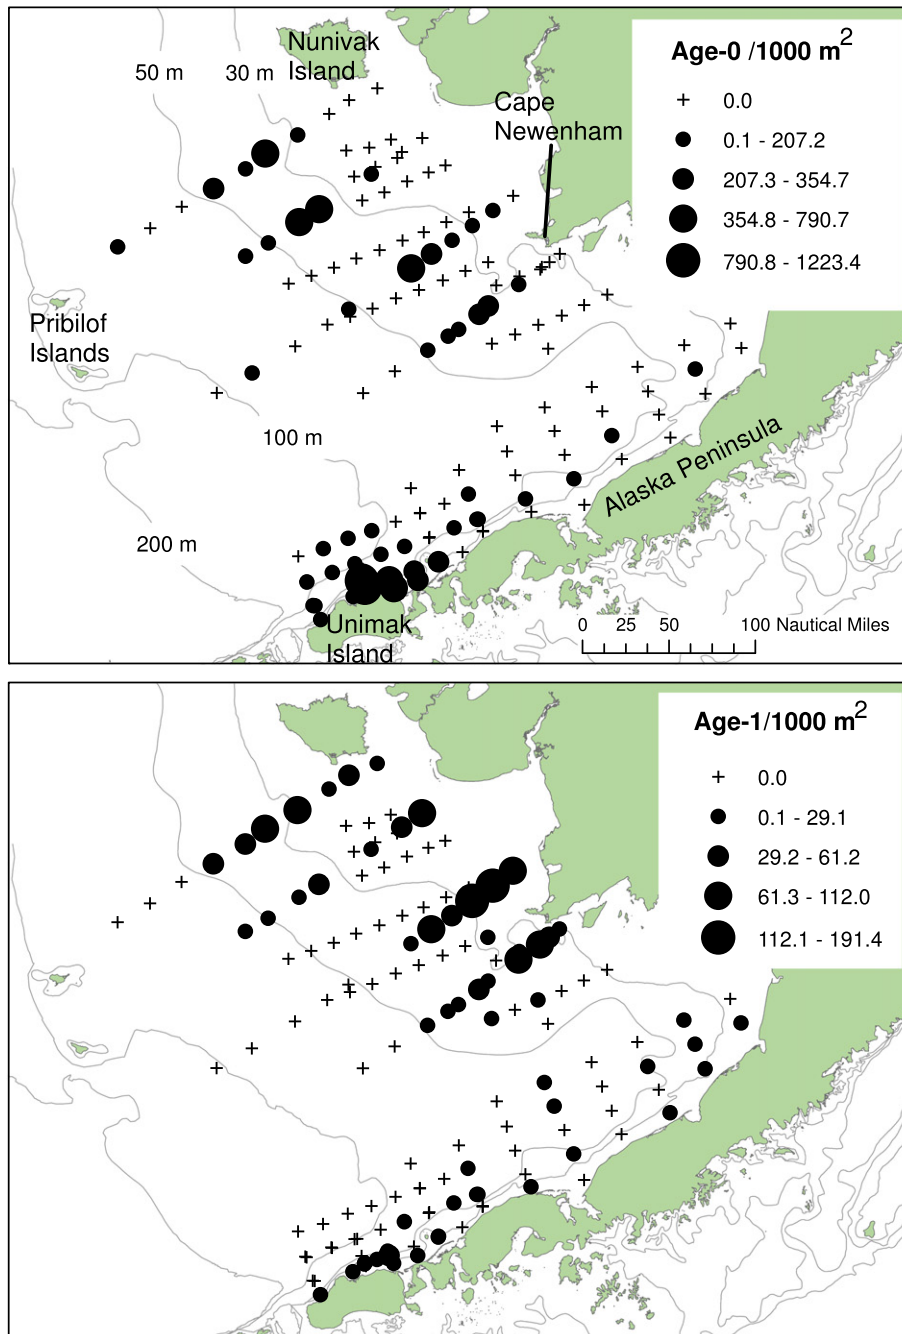 Nunivak
Island
50 m
30 m
Cape
Newenham
Age-0 /1000 m2
0.0
0.1 - 207.2
207.3 - 354.7
354.8 - 790.7
790.8 - 1223.4
Pribilof
Islands
100 m
Alaska Peninsula
200 m
Unimak
Island
0 25 50 100 Nautical Miles
Age-1/1000 m2
0.0
0.1 - 29.1
29.2 - 61.2
61.3 - 112.0
112.1 - 191.4